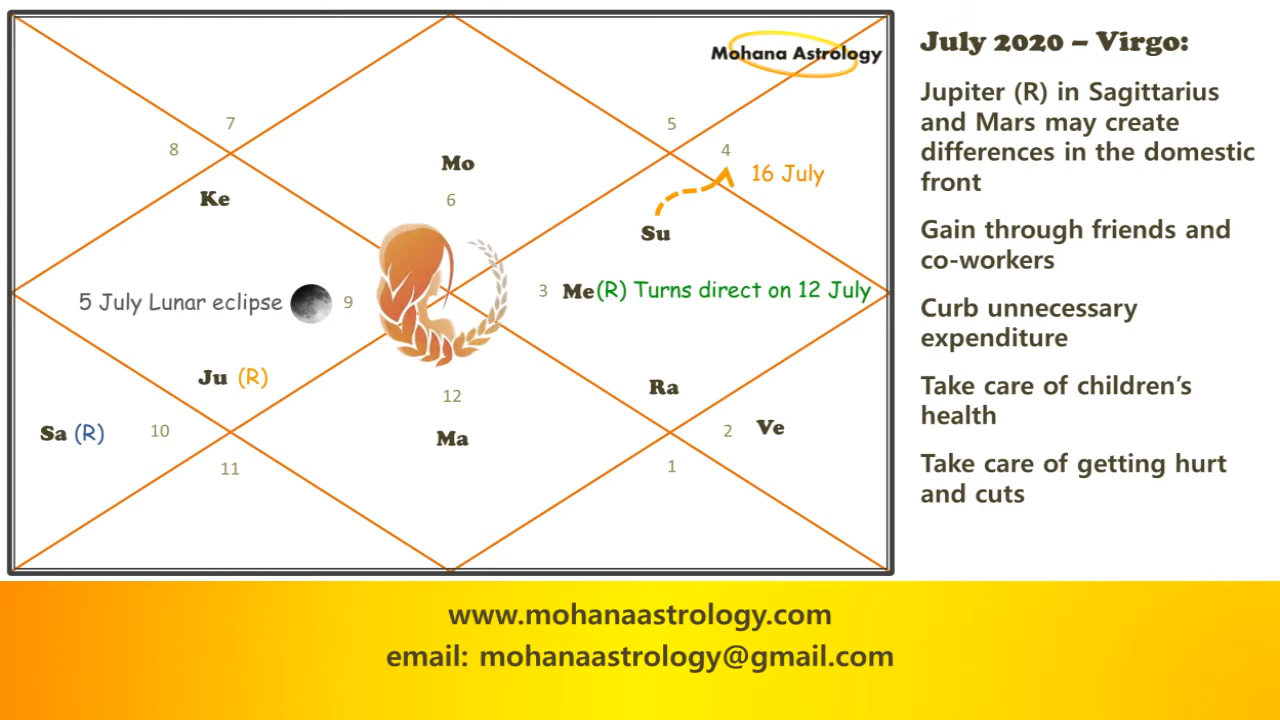 Mohana Astrology
July 2020 – Virgo:
Jupiter (R) in Sagittarius
and Mars may create
differences in the domestic
front
Gain through friends and
co-workers
Curb unnecessary
expenditure
Take care of children's
health
Take care of getting hurt
and cuts
7
5
8
4
Mo
16 July
Ke
6
Su
5 July Lunar eclipse
9
3
Me (R) Turns direct on 12 July
Ju (R)
Ra
12
Sa (R)
10
Ma
2
Ve
11
1
www.mohanaastrology.com
email: mohanaastrology@gmail.com